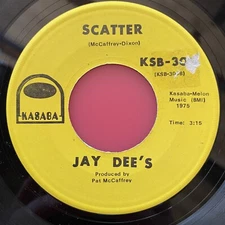 SCATTER
(McCaffrey-Dixon)
KSB-39
Kasaba-Melon
Music (BMI)
1975
KASABA
Time: 3:15
JAY DEE'S
Produced by
Pat McCaffrey